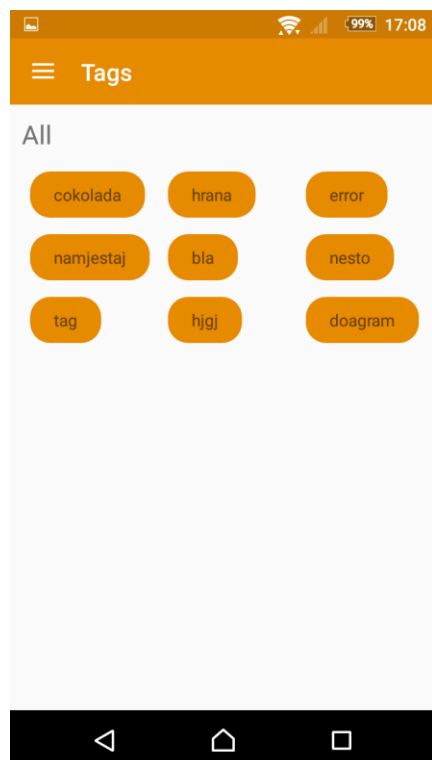 99% 17:08
Tags
All
cokolada hrana error
namjestaj bla nesto
tag hjgj doagram